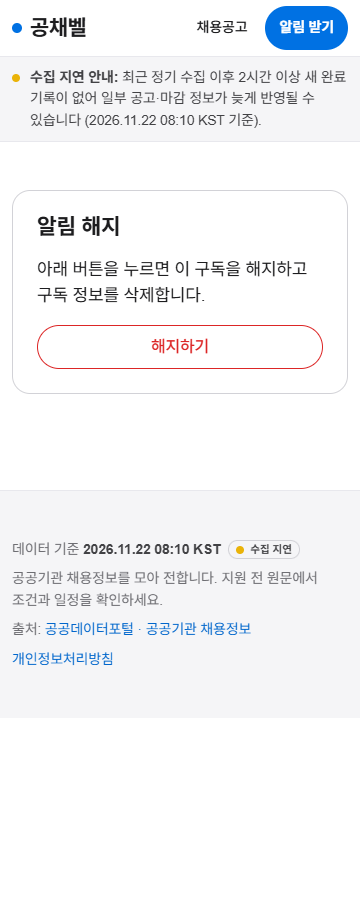 공채벨
채용공고
알림 받기
수집 지연 안내: 최근 정기 수집 이후 2시간 이상 새 완료
기록이 없어 일부 공고·마감 정보가 늦게 반영될 수
있습니다 (2026.11.22 08:10 KST 기준).
알림 해지
아래 버튼을 누르면 이 구독을 해지하고
구독 정보를 삭제합니다.
해지하기
데이터 기준 2026.11.22 08:10 KST 수집 지연
공공기관 채용정보를 모아 전합니다. 지원 전 원문에서
조건과 일정을 확인하세요.
출처: 공공데이터포털 · 공공기관 채용정보
개인정보처리방침